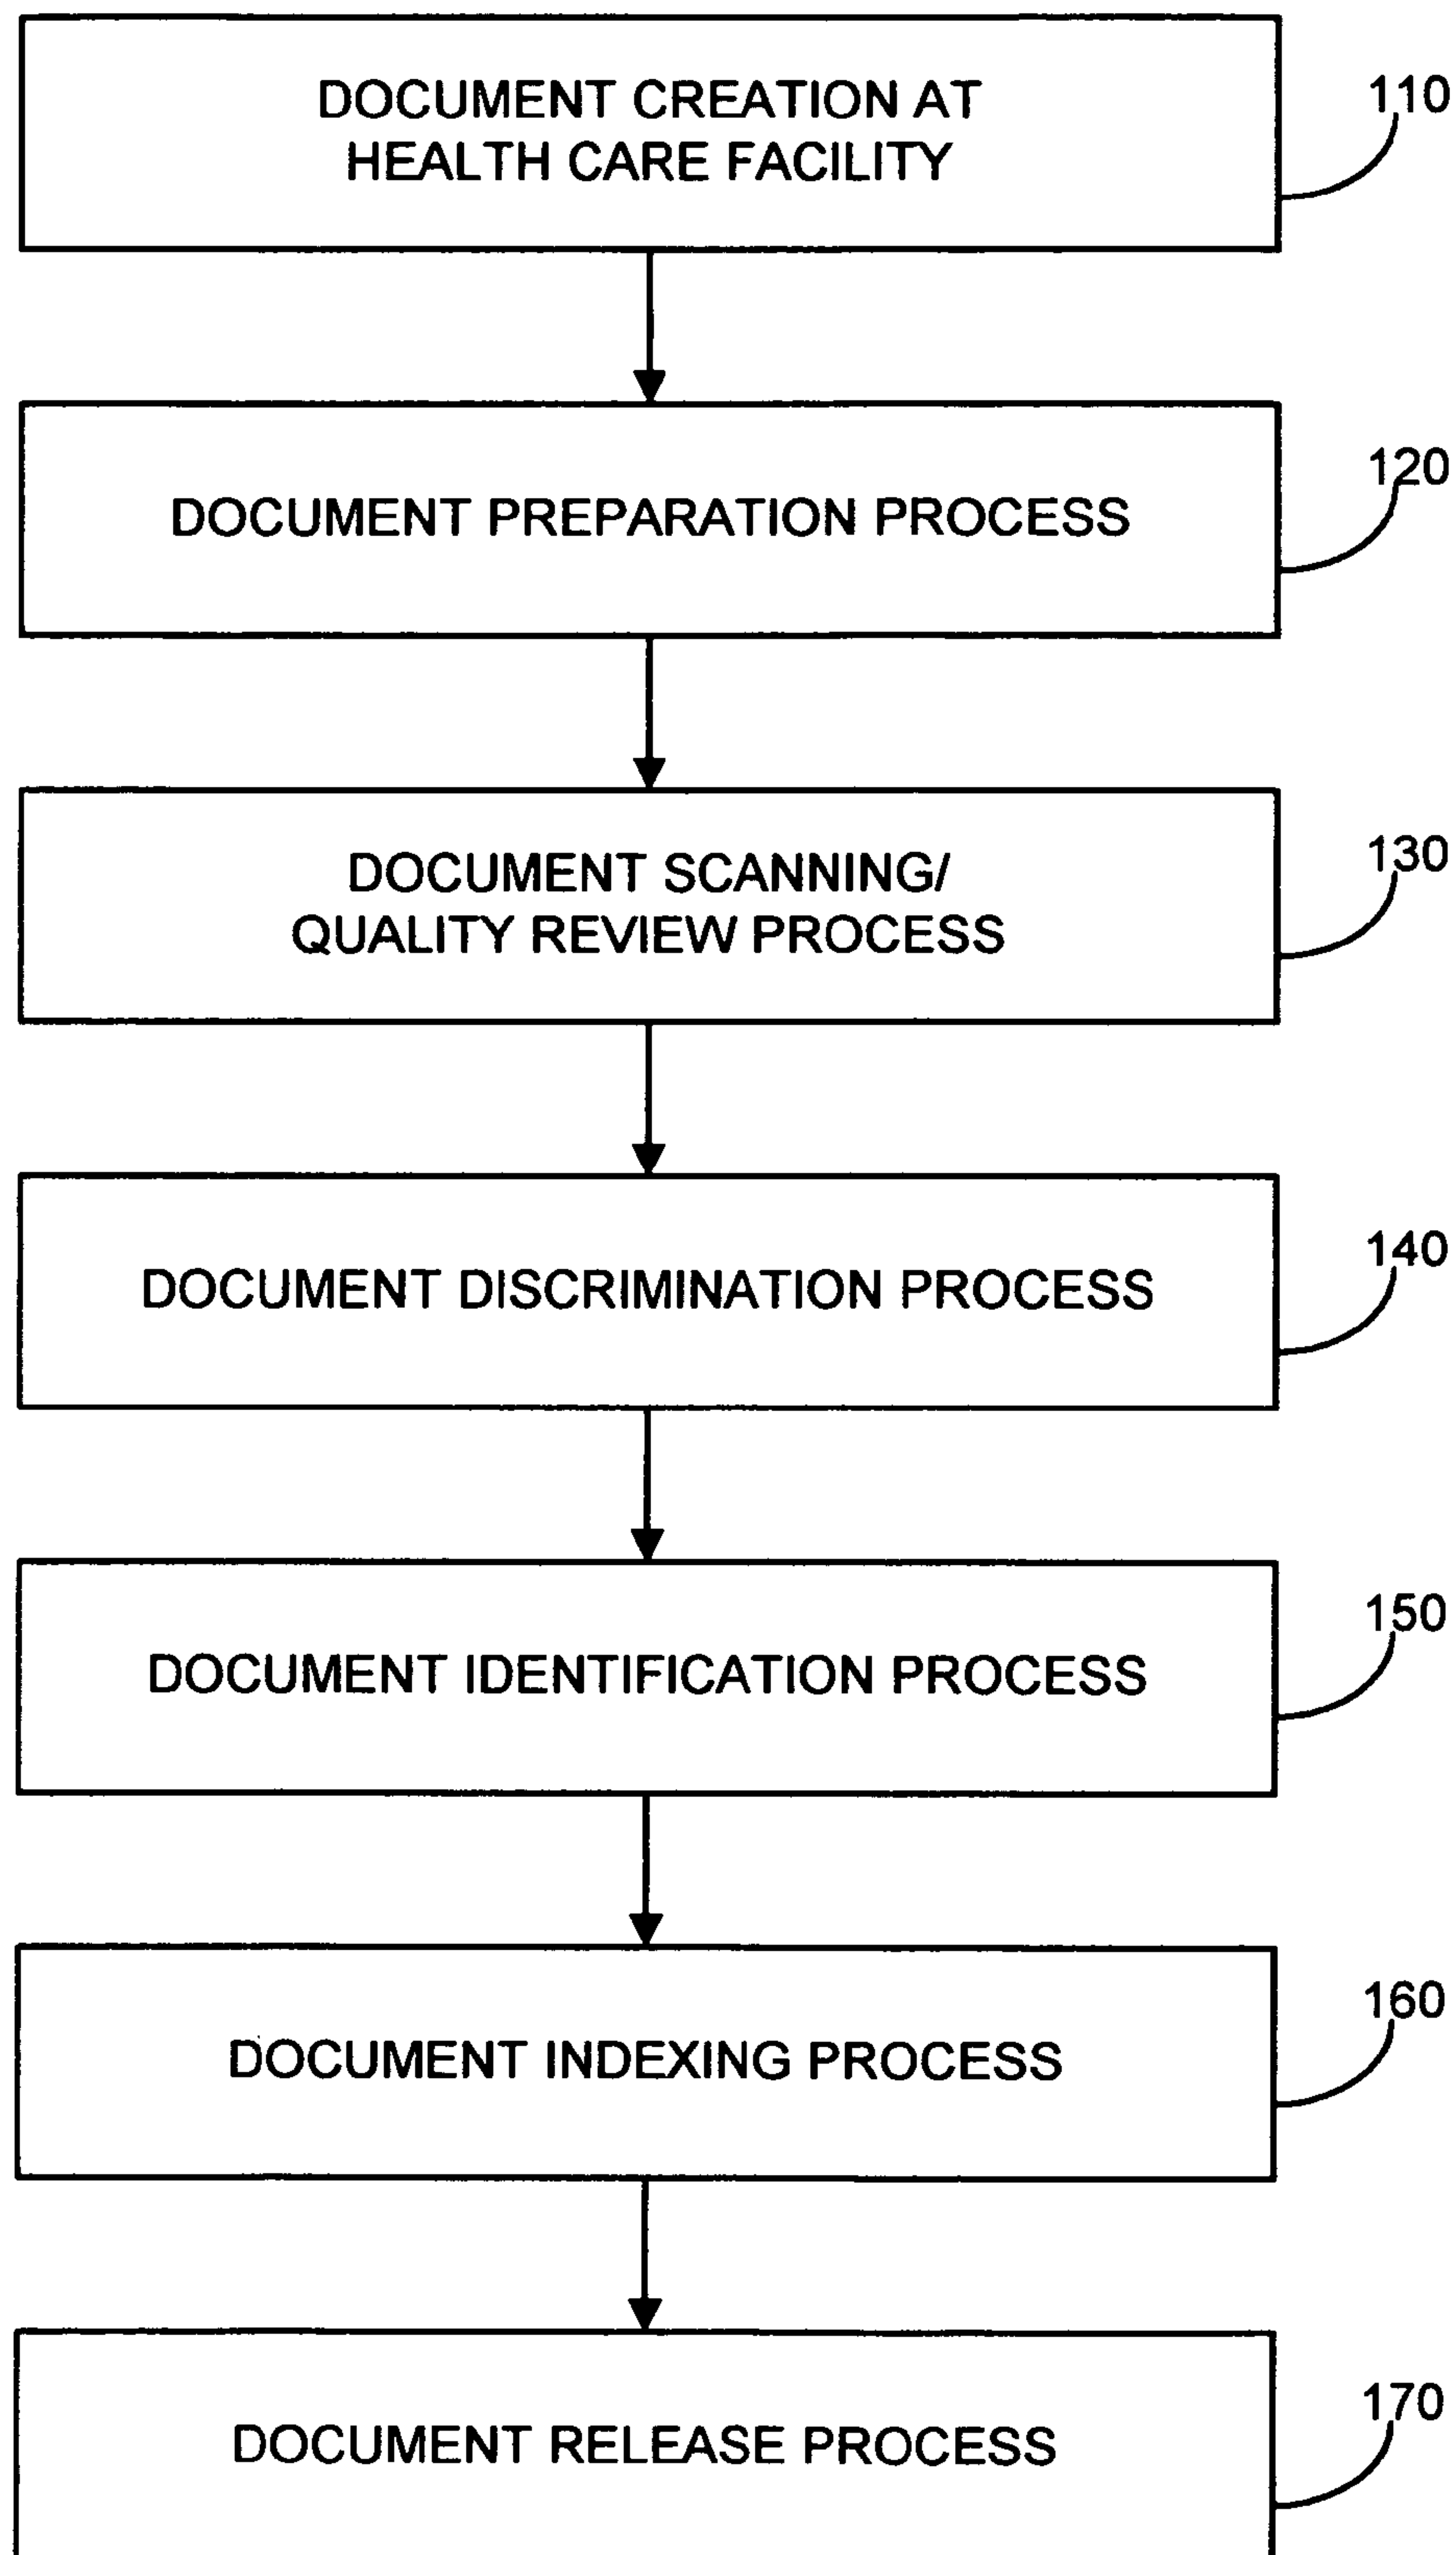 DOCUMENT CREATION AT
HEALTH CARE FACILITY
110
DOCUMENT PREPARATION PROCESS
120
DOCUMENT SCANNING/
QUALITY REVIEW PROCESS
130
DOCUMENT DISCRIMINATION PROCESS
140
DOCUMENT IDENTIFICATION PROCESS
150
DOCUMENT INDEXING PROCESS
160
DOCUMENT RELEASE PROCESS
170